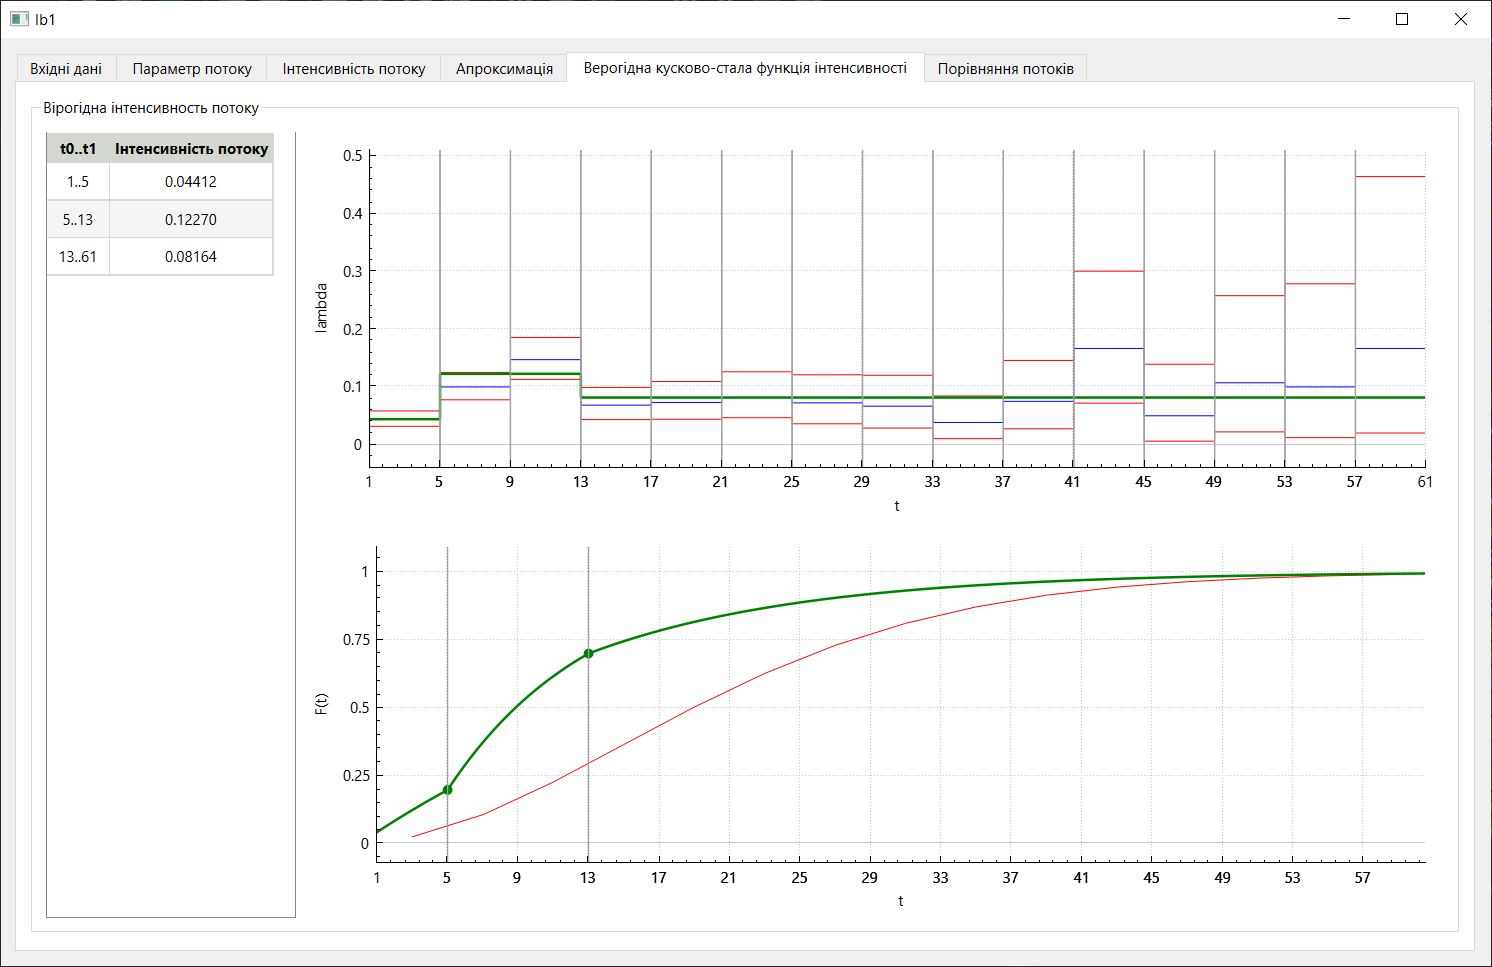 lb1
Вхідні дані Параметр потоку Інтенсивність потоку Апроксимація Верогідна кусково-стала функція інтенсивності Порівняння потоків
Вірогідна інтенсивность потоку
t0..t1 Інтенсивність потоку
1..5 0.04412
5..13 0.12270
13..61 0.08164
0.5
0.4
0.3
0.2
0.1
0
lambda
1 5 9 13 17 21 25 29 33 37 41 45 49 53 57 61
t
1
0.75
0.5
0.25
0
F(t)
1 5 9 13 17 21 25 29 33 37 41 45 49 53 57
t